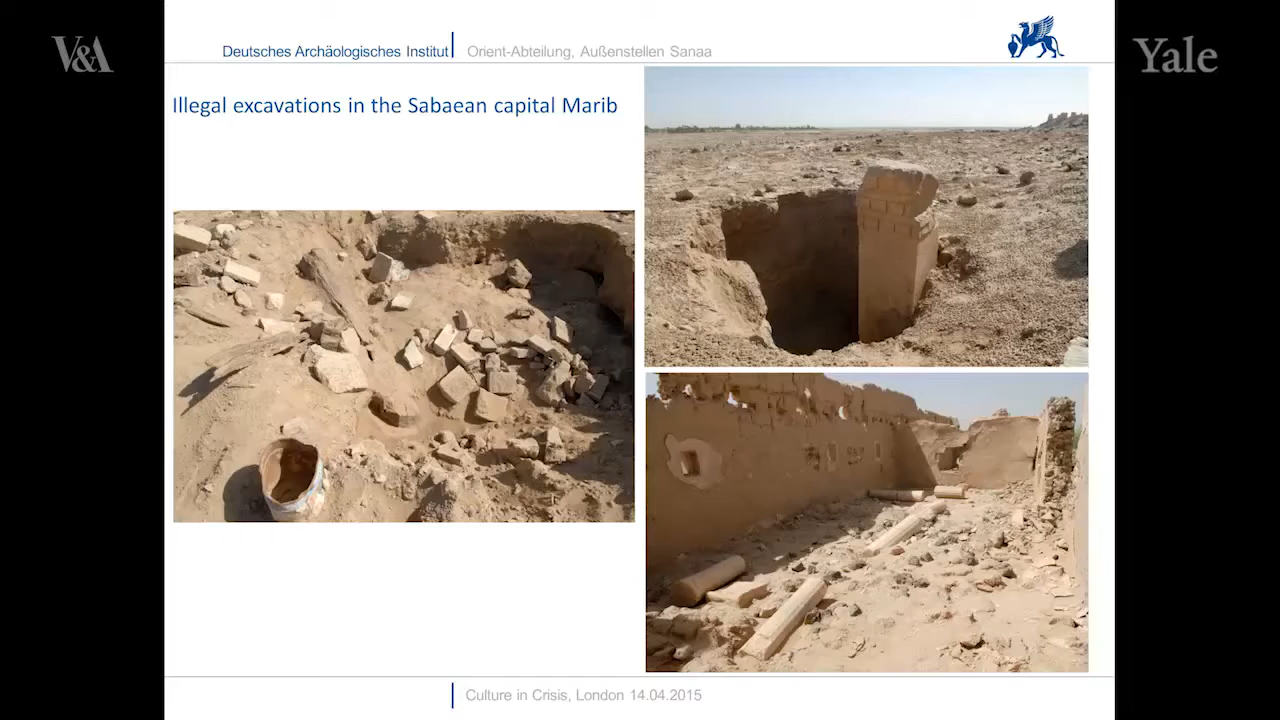 V&A
Deutsches Archäologisches Institut
Orient-Abteilung, Außenstellen Sanaa
Yale
Illegal excavations in the Sabaean capital Marib
Culture in Crisis, London 14.04.2015